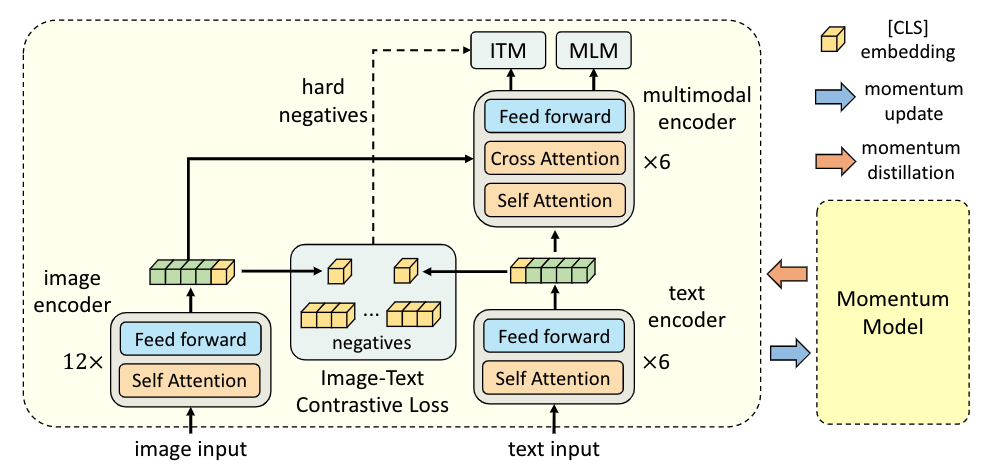 ITM
MLM
[CLS]
embedding
momentum
update
momentum
distillation
hard
negatives
multimodal
encoder
Feed forward
Cross Attention
×6
Self Attention
image
encoder
Feed forward
12×
Self Attention
...
negatives
Image-Text
Contrastive Loss
text
encoder
Feed forward
×6
Self Attention
Momentum
Model
image input
text input